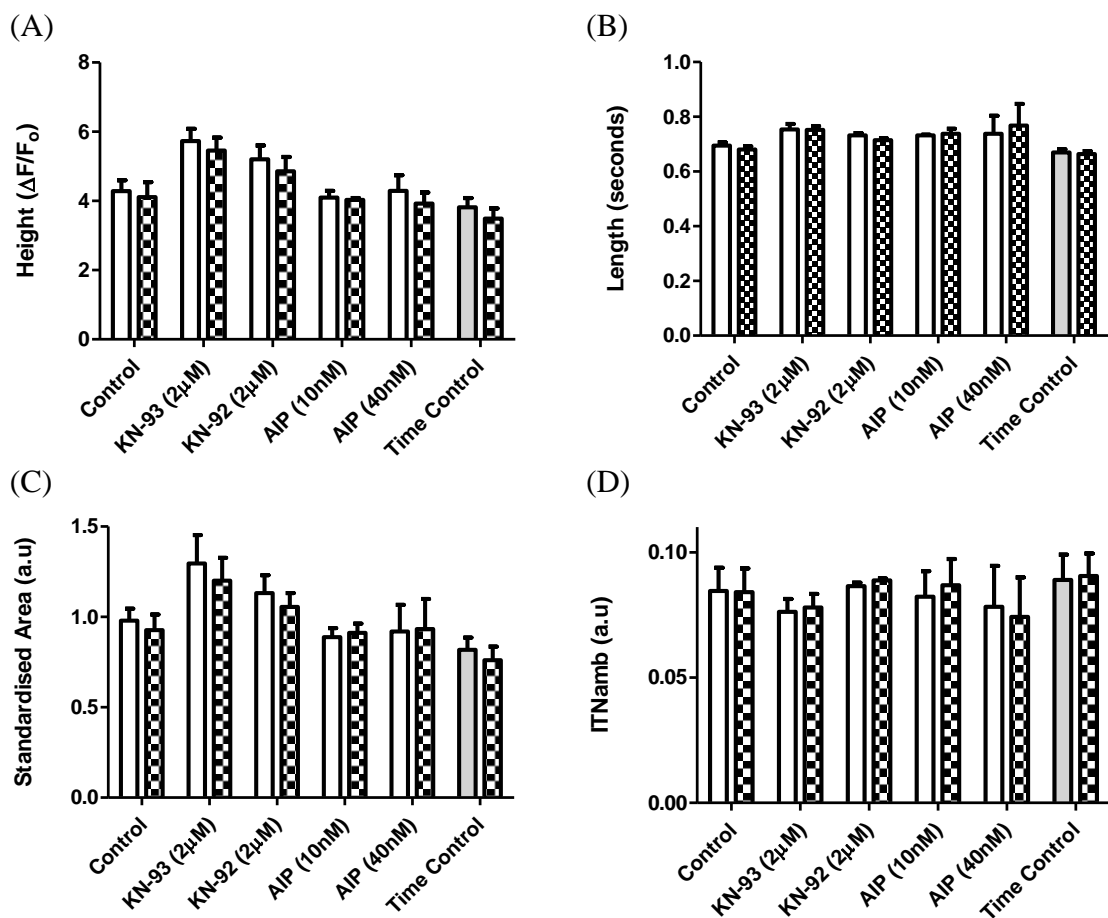 (A)
Height (ΔF/Fo)
8
6
4
2
0
Control
KN-93 (2μM)
KN-92 (2μM)
AIP (10nM)
AIP (40nM)
Time Control
(B)
Length (seconds)
1.0
0.8
0.6
0.4
0.2
0.0
Control
KN-93 (2μM)
KN-92 (2μM)
AIP (10nM)
AIP (40nM)
Time Control
(C)
Standardised Area (a.u)
1.5
1.0
0.5
0.0
Control
KN-93 (2μM)
KN-92 (2μM)
AIP (10nM)
AIP (40nM)
Time Control
(D)
ITNamb (a.u)
0.10
0.05
0.00
Control
KN-93 (2μM)
KN-92 (2μM)
AIP (10nM)
AIP (40nM)
Time Control